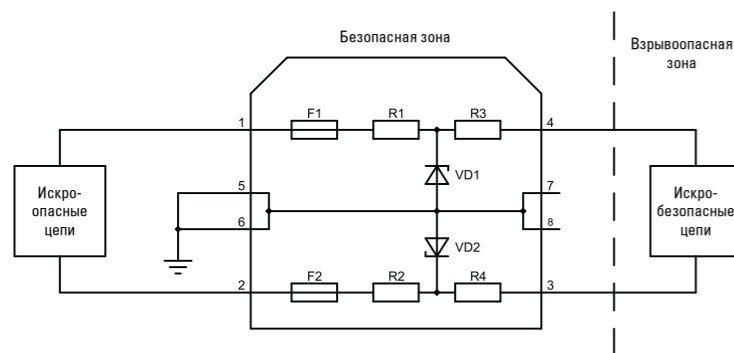 Безопасная зона
Взрывоопасная
зона
1
F1
R1
R3
4
VD1
Искро-
опасные
цепи
5
6
7
8
Искро-
безопасные
цепи
VD2
2
F2
R2
R4
3